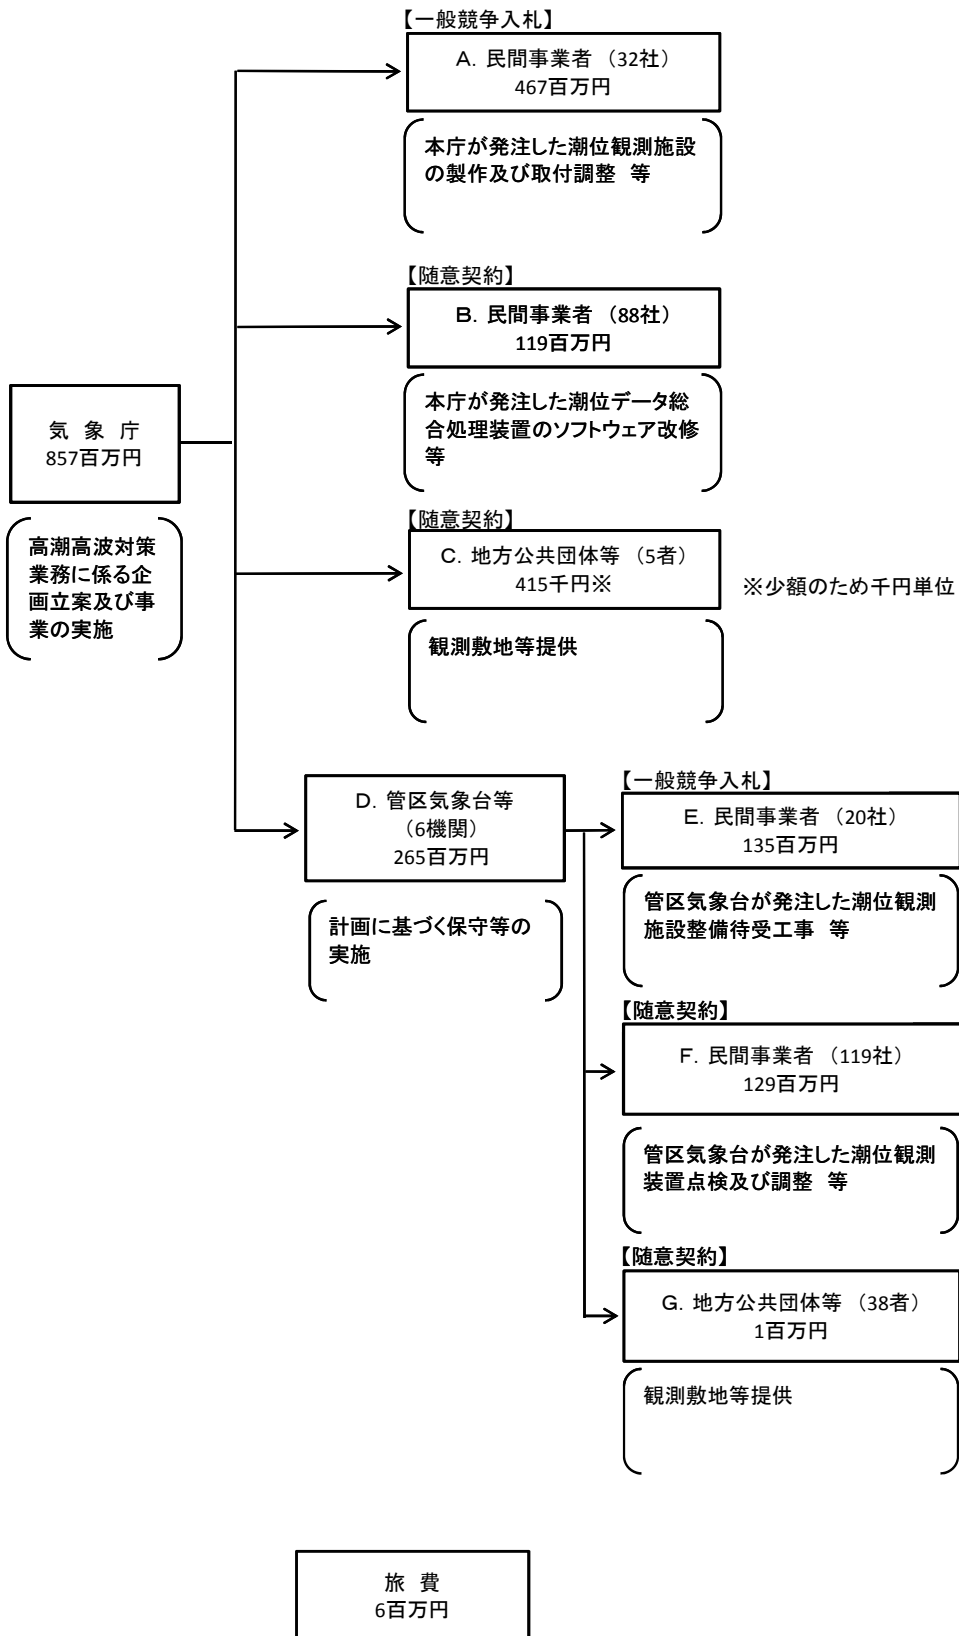 【一般競争入札】
A. 民間事業者 （32社）
467百万円
本庁が発注した潮位観測施設
の製作及び取付調整 等
【随意契約】
B. 民間事業者 （88社）
119百万円
本庁が発注した潮位データ総
合処理装置のソフトウェア改修
等
気 象 庁
857百万円
高潮高波対策
業務に係る企
画立案及び事
業の実施
【随意契約】
C. 地方公共団体等 （5者）
415千円※
※少額のため千円単位
観測敷地等提供
D. 管区気象台等
（6機関）
265百万円
計画に基づく保守等の
実施
【一般競争入札】
E. 民間事業者 （20社）
135百万円
管区気象台が発注した潮位観測
施設整備待受工事 等
【随意契約】
F. 民間事業者 （119社）
129百万円
管区気象台が発注した潮位観測
装置点検及び調整 等
【随意契約】
G. 地方公共団体等 （38者）
1百万円
観測敷地等提供
旅 費
6百万円